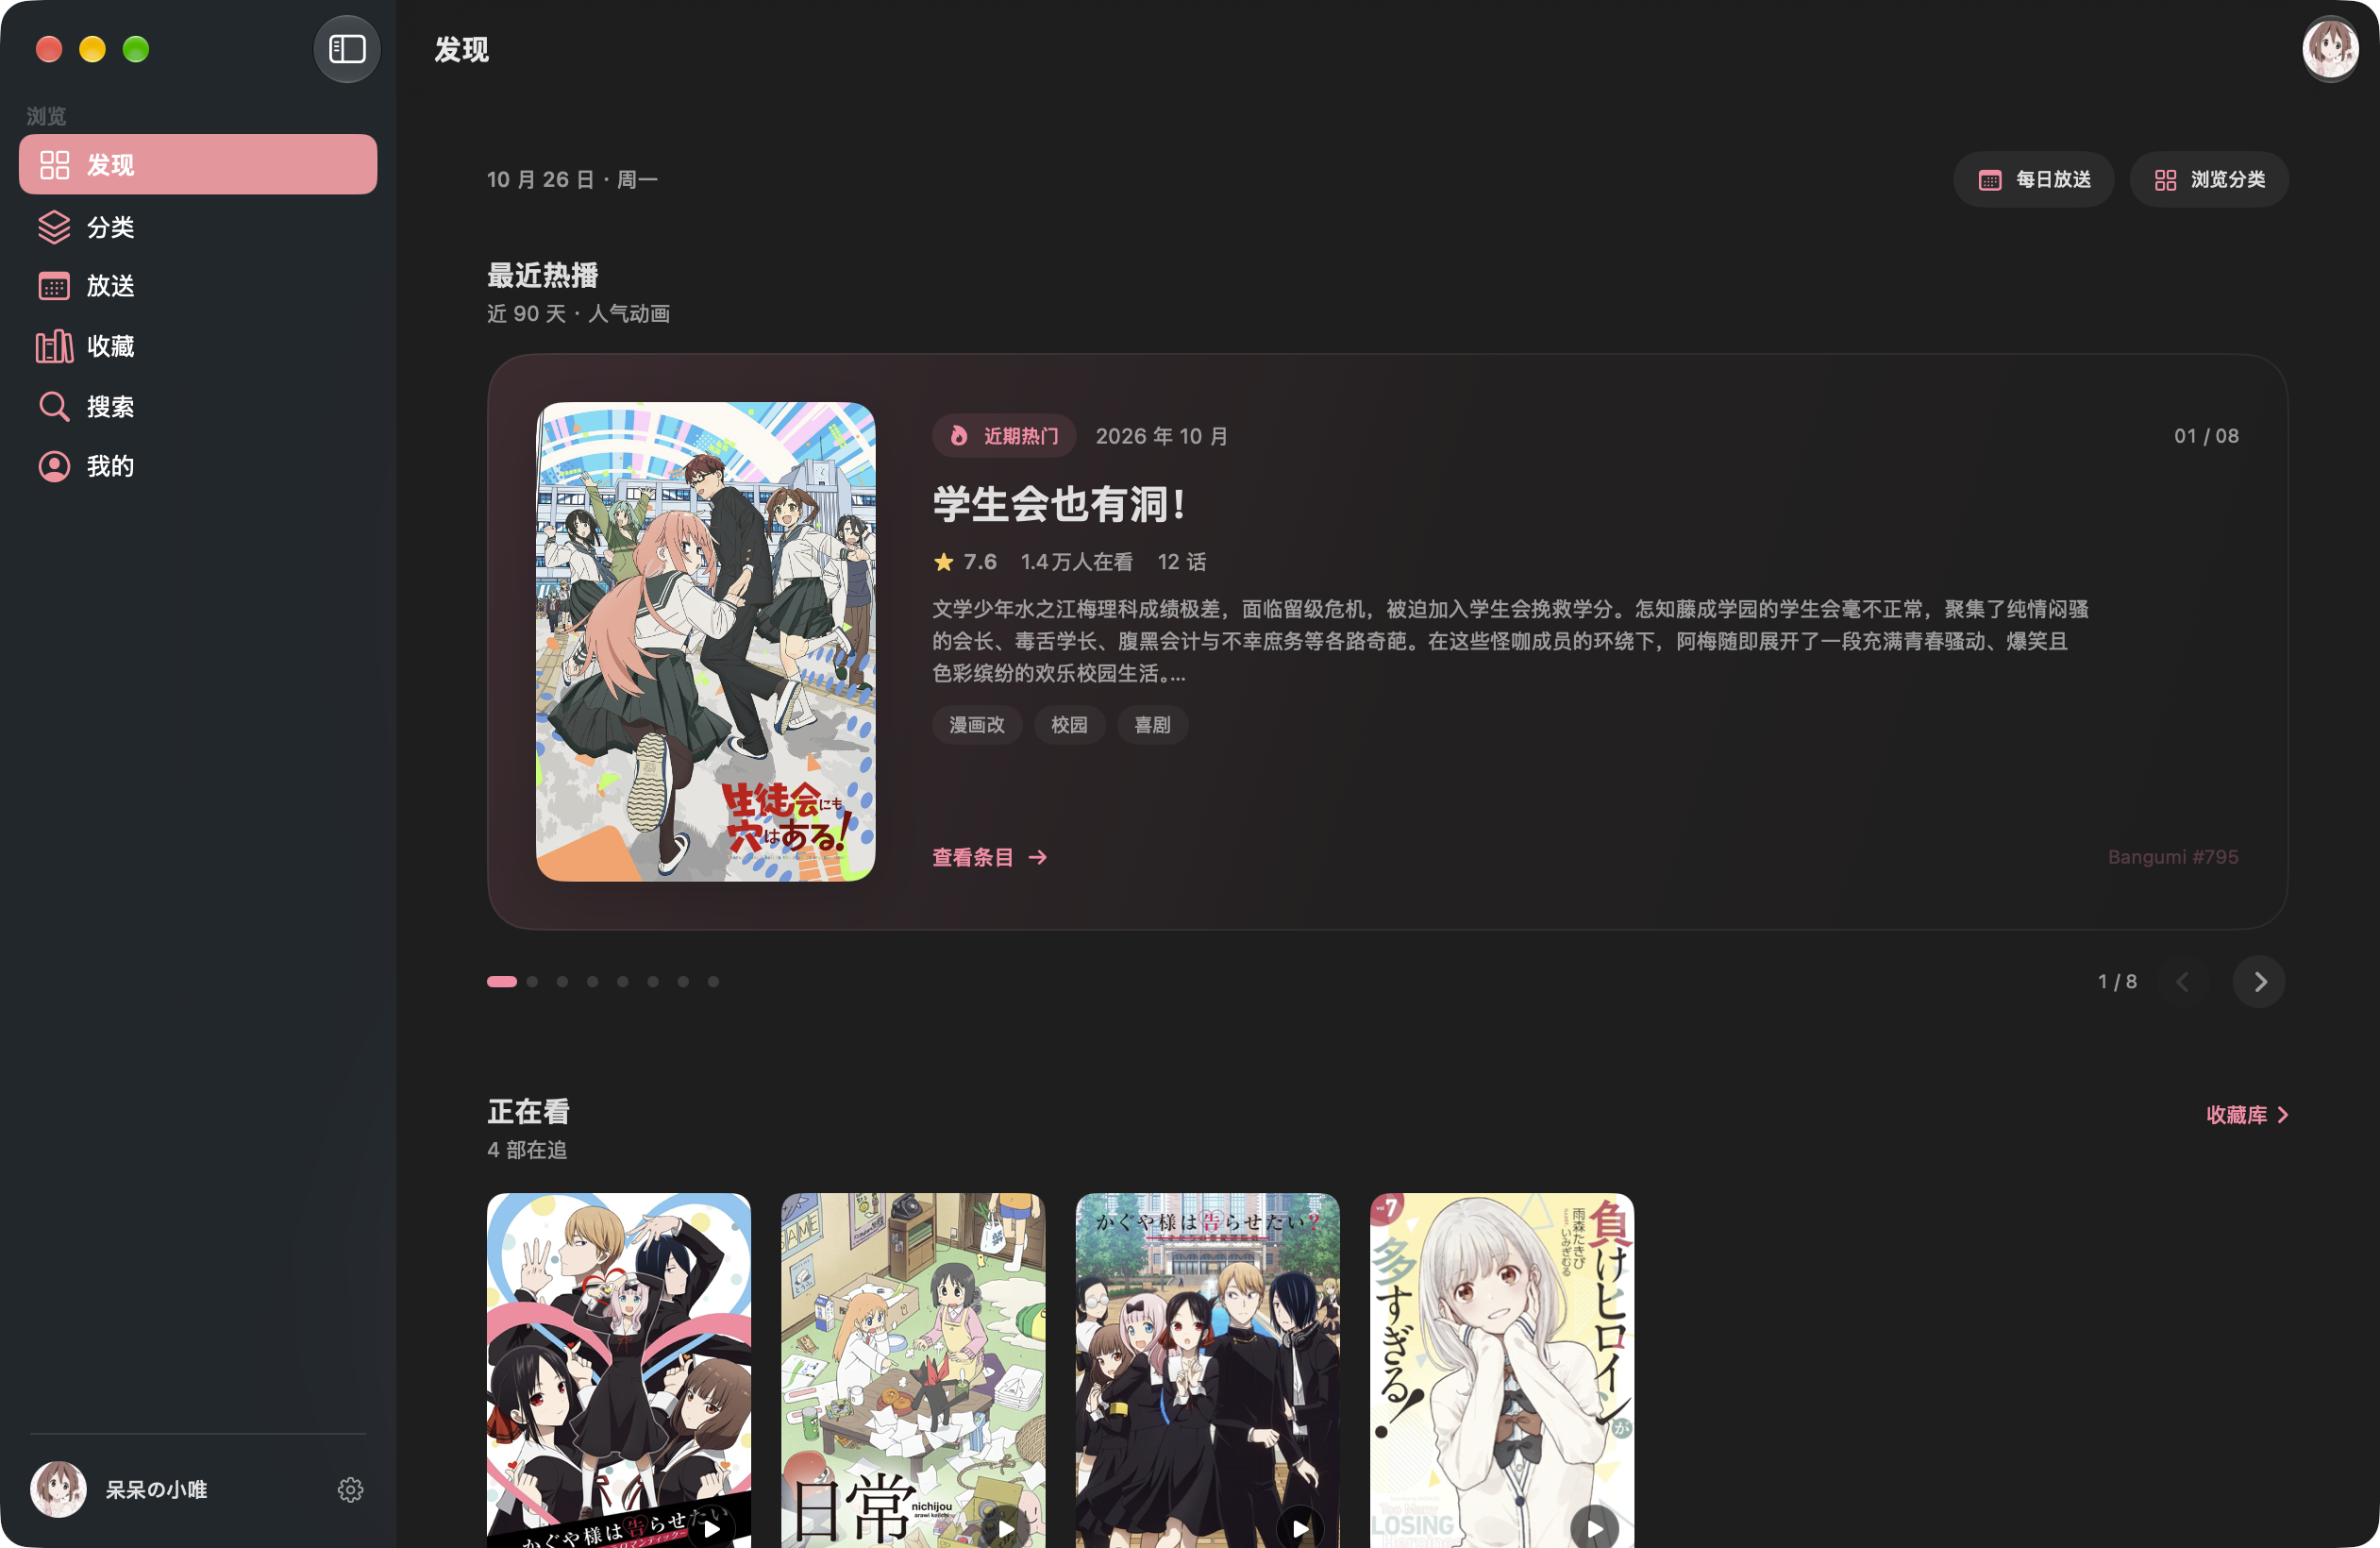 发现
浏览
发现
分类
放送
收藏
搜索
我的
呆呆の小唯
10 月 26 日 · 周一
每日放送
浏览分类
最近热播
近 90 天 · 人气动画
近期热门
2026 年 10 月
01 / 08
学生会也有洞！
7.6
1.4万人在看
12 话
文学少年水之江梅理科成绩极差，面临留级危机，被迫加入学生会挽救学分。怎知藤成学园的学生会毫不正常，聚集了纯情闷骚
的会长、毒舌学长、腹黑会计与不幸庶务等各路奇葩。在这些怪咖成员的环绕下，阿梅随即展开了一段充满青春骚动、爆笑且
色彩缤纷的欢乐校园生活。...
漫画改
校园
喜剧
查看条目
Bangumi #795
生徒会にも
穴はある!
1 / 8
正在看
4 部在追
收藏库
かぐや様は告らせたい
日常
nichijou
かぐや様は告らせたい?
vol 7
負けヒロインが
多すぎる!
雨森たきび
いみぎむる
Too Many
LOSING
Heroine